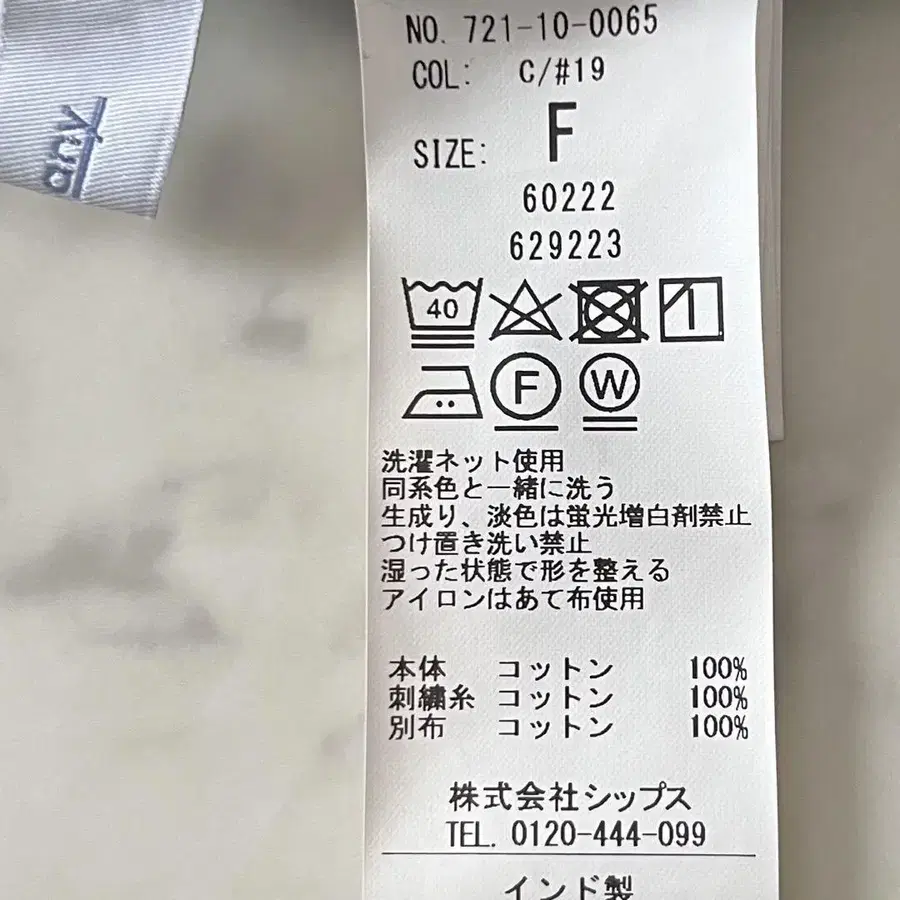 any
NO. 721-10-0065
COL: C/#19
SIZE: F
60222
629223
40
F W
洗濯ネット使用
同系色と一緒に洗う
生成り、淡色は蛍光増白剤禁止
つけ置き洗い禁止
湿った状態で形を整える
アイロンはあて布使用
本体 コットン 100%
刺繍糸 コットン 100%
別布 コットン 100%
株式会社シップス
TEL. 0120-444-099
インド製